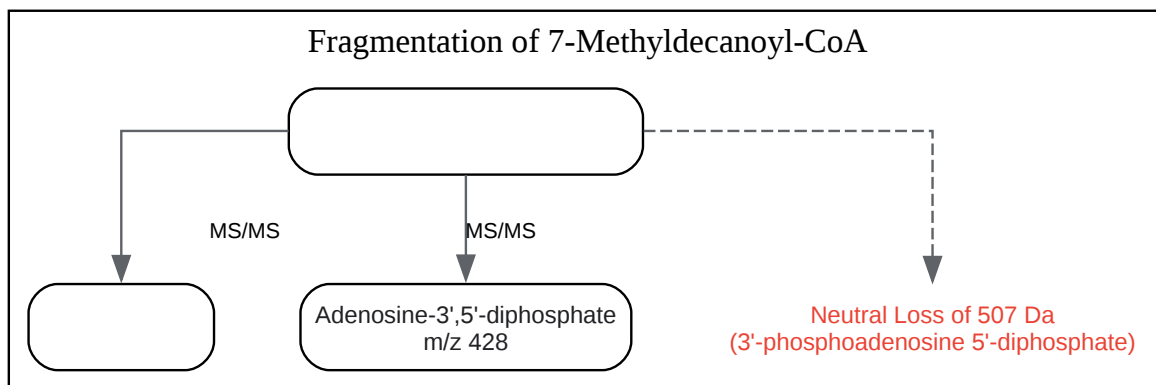 Fragmentation of 7-Methyldecanoyl-CoA
MS/MS
MS/MS
Adenosine-3',5'-diphosphate
m/z 428
Neutral Loss of 507 Da
(3'-phosphoadenosine 5'-diphosphate)